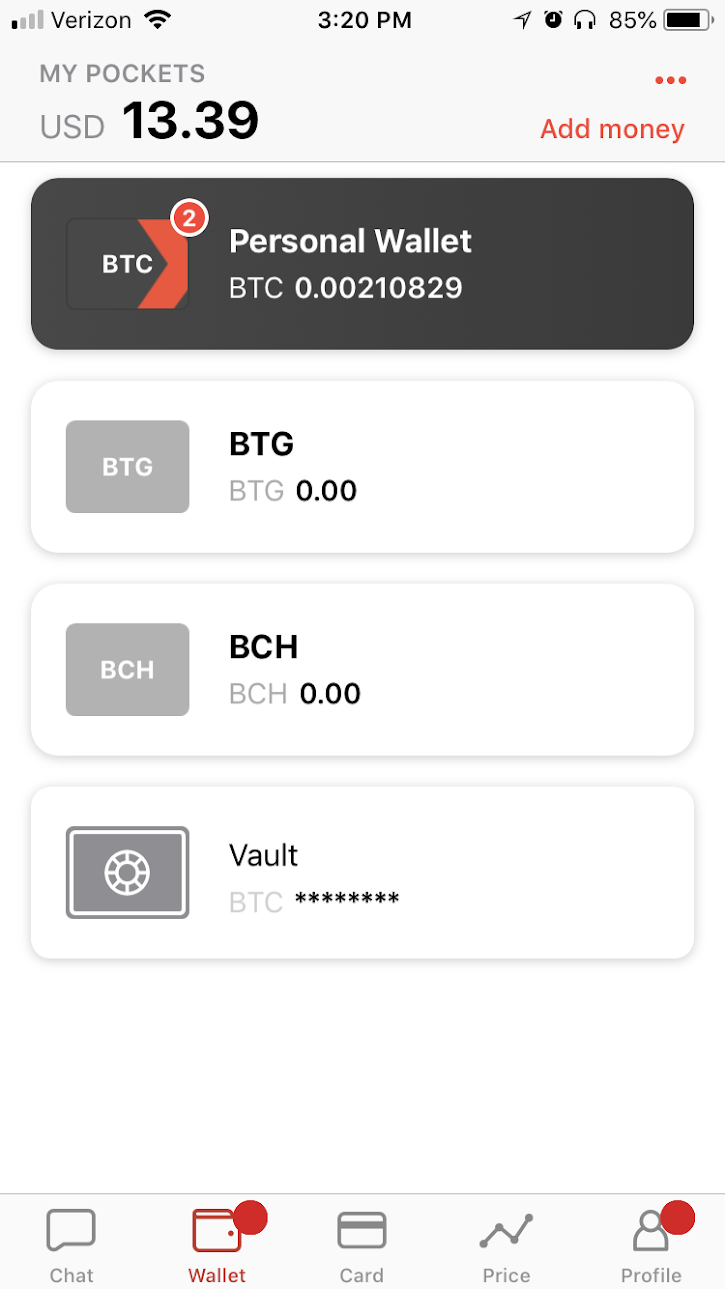 Verizon 3:20 PM 85%
MY POCKETS
USD 13.39
Add money
2
BTC
Personal Wallet
BTC 0.00210829
BTG
BTG
BTG 0.00
BCH
BCH
BCH 0.00
Vault
BTC ********
Chat Wallet Card Price Profile